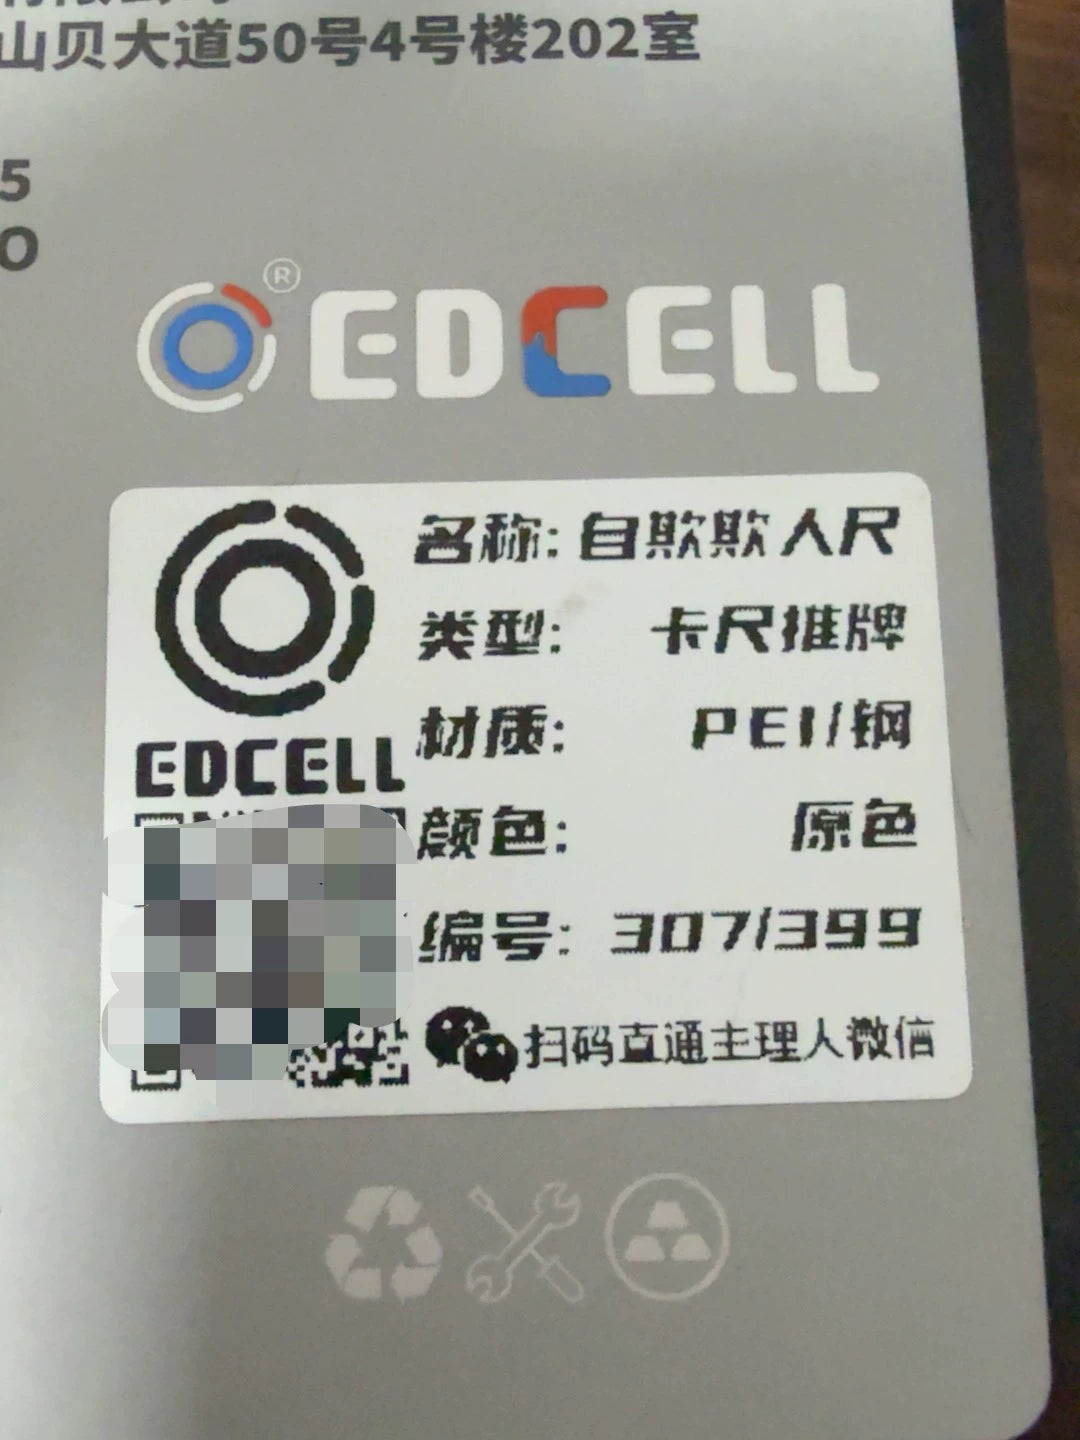 山贝大道50号4号楼202室
5
O
® EDCELL
名称: 自欺欺人尺
类型: 卡尺推牌
材质: PEI/钢
EDCELL
颜色: 原色
编号: 307/399
扫码直通主理人微信